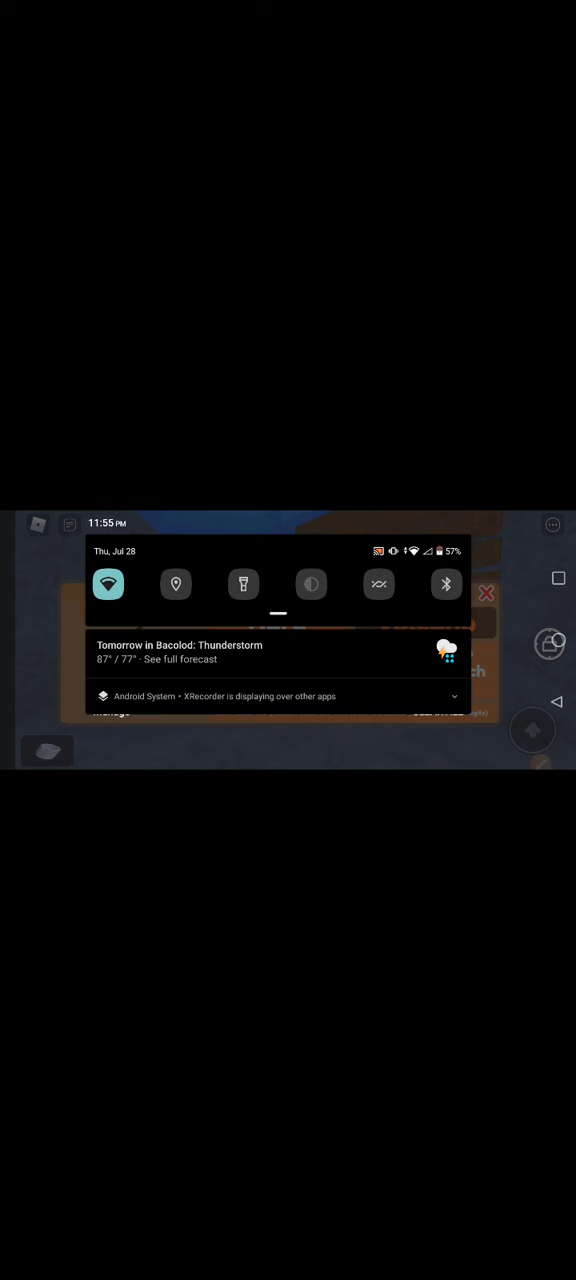 11:55 PM
Thu, Jul 28
57%
Tomorrow in Bacolod: Thunderstorm
87° / 77° · See full forecast
Android System • XRecorder is displaying over other apps
Manage